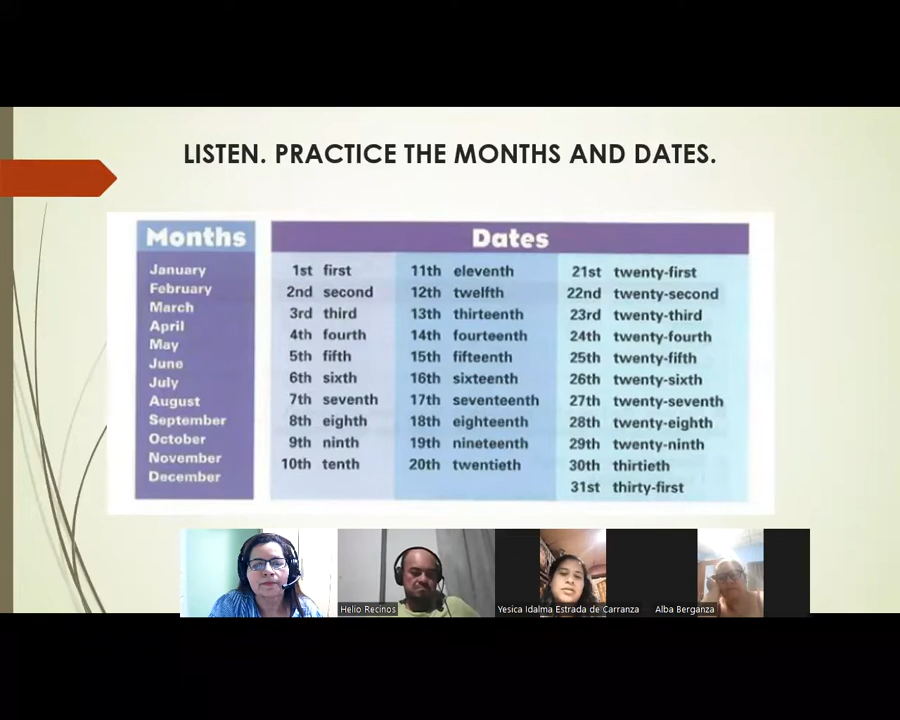 LISTEN. PRACTICE THE MONTHS AND DATES.
Months
January
February
March
April
May
June
July
August
September
October
November
December
Dates
1st first
2nd second
3rd third
4th fourth
5th fifth
6th sixth
7th seventh
8th eighth
9th ninth
10th tenth
11th eleventh
12th twelfth
13th thirteenth
14th fourteenth
15th fifteenth
16th sixteenth
17th seventeenth
18th eighteenth
19th nineteenth
20th twentieth
21st twenty-first
22nd twenty-second
23rd twenty-third
24th twenty-fourth
25th twenty-fifth
26th twenty-sixth
27th twenty-seventh
28th twenty-eighth
29th twenty-ninth
30th thirtieth
31st thirty-first
Helio Recinos
Yesica Idalma Estrada de Carranza
Alba Berganza